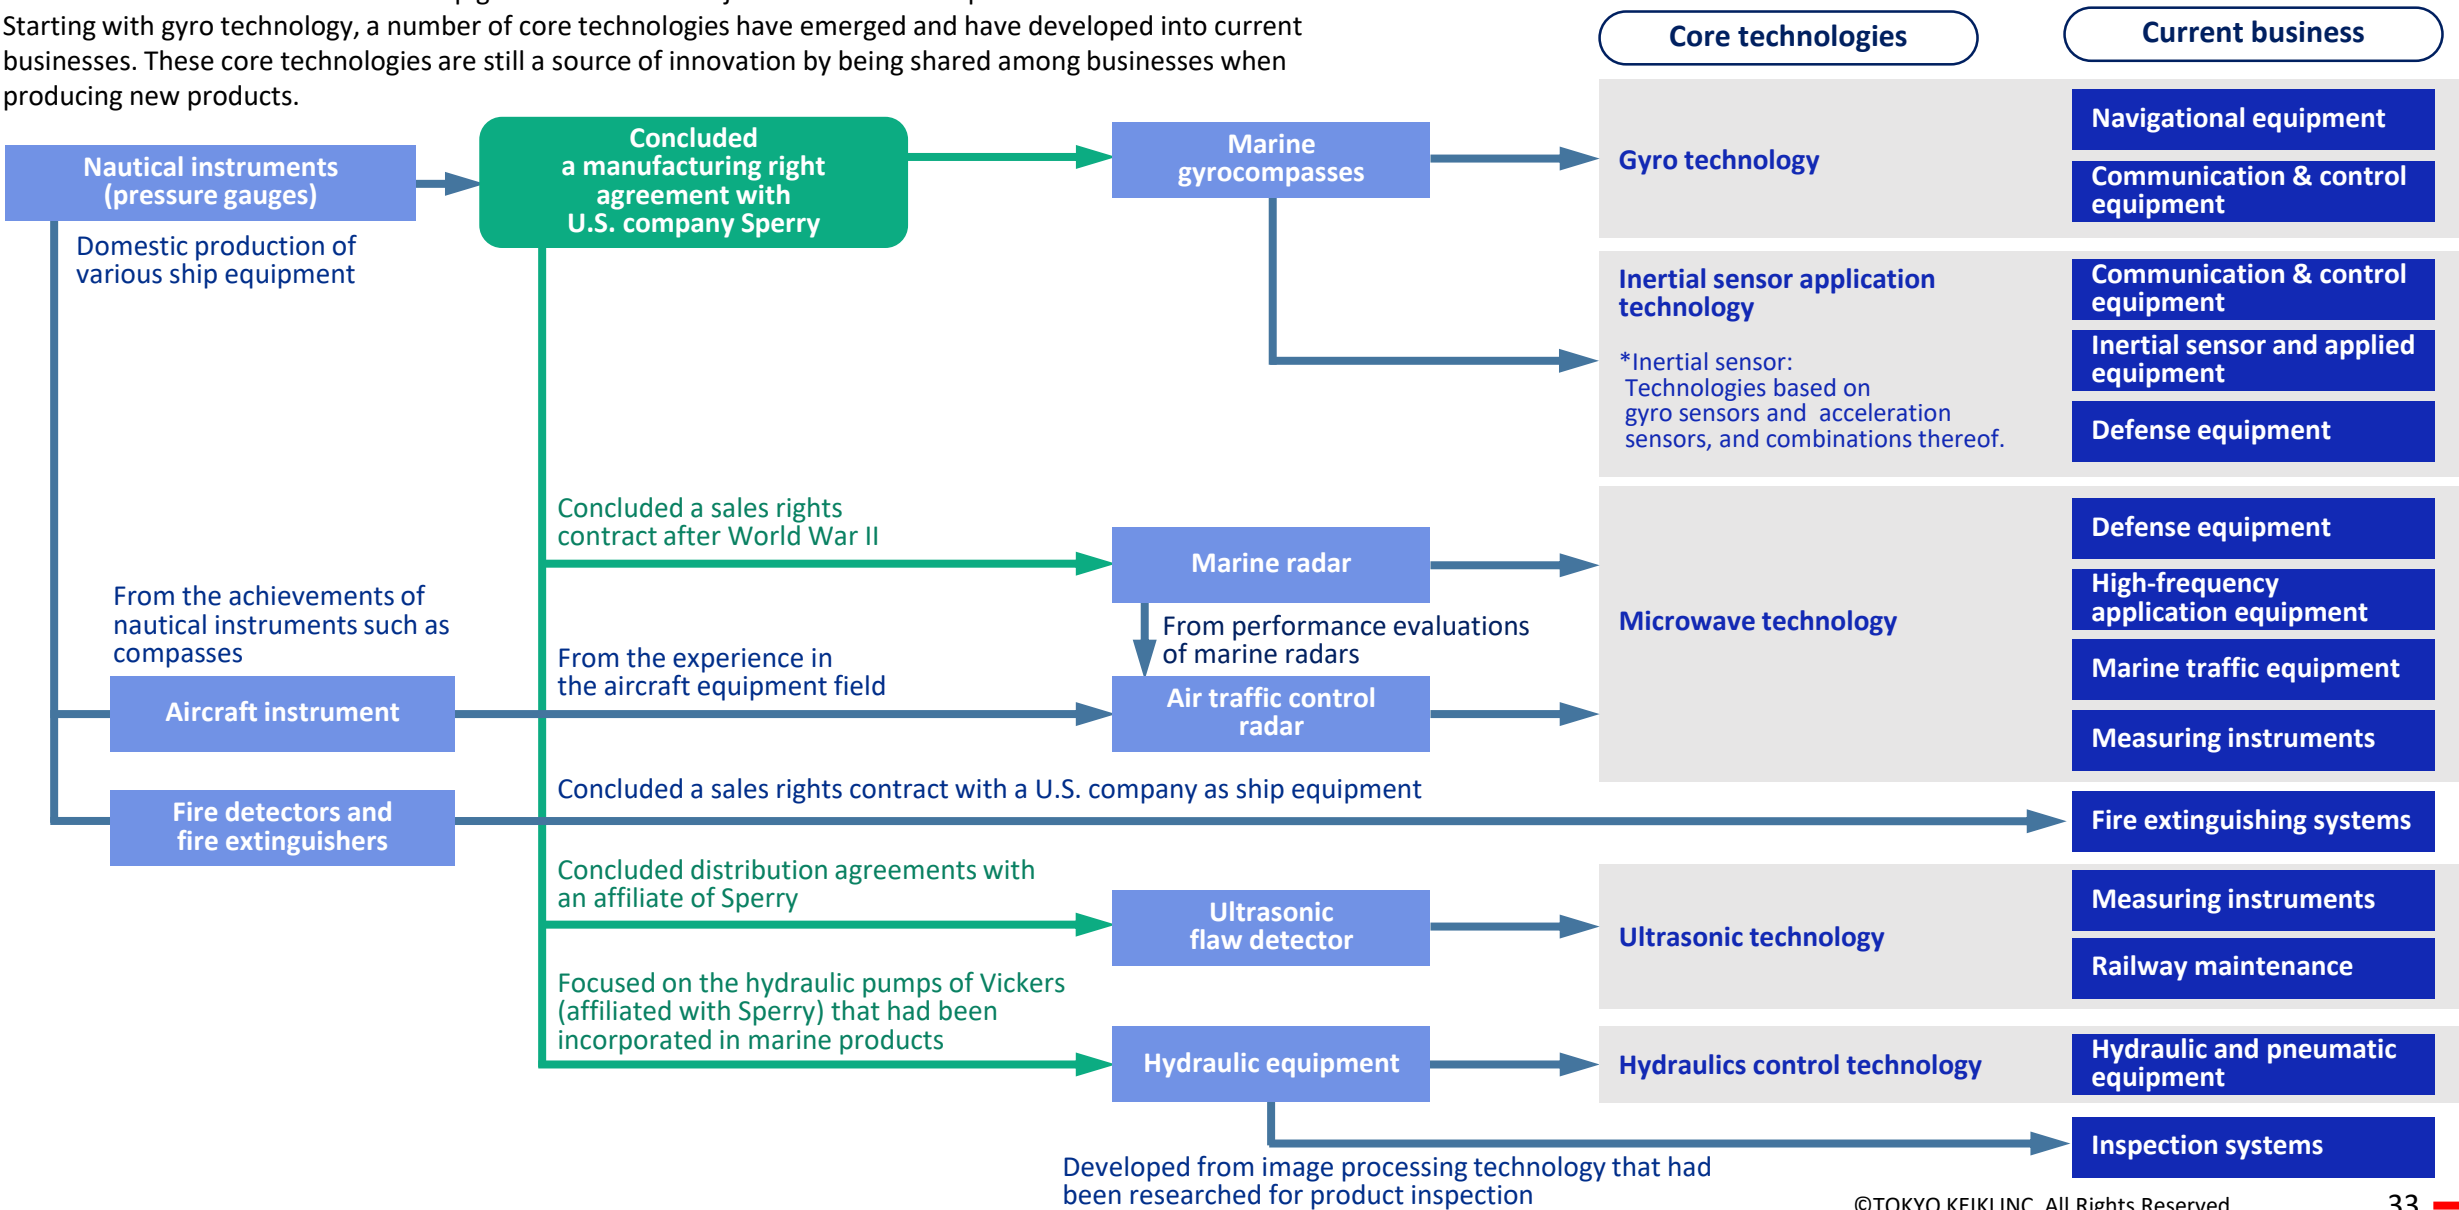 Starting with gyro technology, a number of core technologies have emerged and have developed into current
businesses. These core technologies are still a source of innovation by being shared among businesses when
producing new products.
Core technologies
Current business
Nautical instruments
(pressure gauges)
Domestic production of
various ship equipment
Concluded
a manufacturing right
agreement with
U.S. company Sperry
Marine
gyrocompasses
Gyro technology
Navigational equipment
Communication & control
equipment
Inertial sensor application
technology
*Inertial sensor:
Technologies based on
gyro sensors and acceleration
sensors, and combinations thereof.
Communication & control
equipment
Inertial sensor and applied
equipment
Defense equipment
Concluded a sales rights
contract after World War II
Marine radar
From performance evaluations
of marine radars
From the achievements of
nautical instruments such as
compasses
Aircraft instrument
From the experience in
the aircraft equipment field
Air traffic control
radar
Microwave technology
Defense equipment
High-frequency
application equipment
Marine traffic equipment
Measuring instruments
Fire detectors and
fire extinguishers
Concluded a sales rights contract with a U.S. company as ship equipment
Fire extinguishing systems
Concluded distribution agreements with
an affiliate of Sperry
Ultrasonic
flaw detector
Ultrasonic technology
Measuring instruments
Railway maintenance
Focused on the hydraulic pumps of Vickers
(affiliated with Sperry) that had been
incorporated in marine products
Hydraulic equipment
Hydraulics control technology
Hydraulic and pneumatic
equipment
Developed from image processing technology that had
been researched for product inspection
Inspection systems
©TOKYO KEIKI INC. All Rights Reserved
33